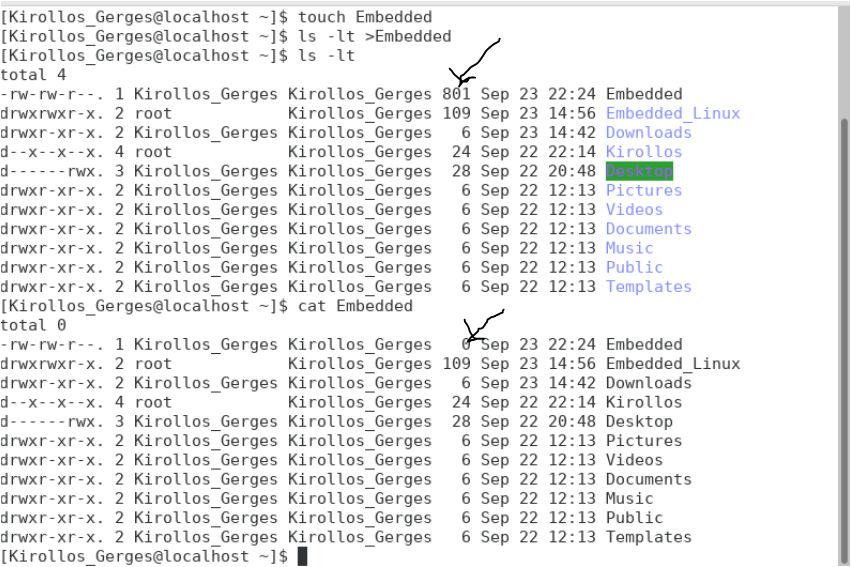 [Kirollos_Gerges@localhost ~]$ touch Embedded
[Kirollos_Gerges@localhost ~]$ ls -lt >Embedded
[Kirollos_Gerges@localhost ~]$ ls -lt
total 4
-rw-rw-r--. 1 Kirollos_Gerges Kirollos_Gerges 801 Sep 23 22:24 Embedded
drwxrwxr-x. 2 root            Kirollos_Gerges 109 Sep 23 14:56 Embedded_Linux
drwxr-xr-x. 2 Kirollos_Gerges Kirollos_Gerges   6 Sep 23 14:42 Downloads
d--x--x--x. 4 root            Kirollos_Gerges  24 Sep 22 22:14 Kirollos
d------rwx. 3 Kirollos_Gerges Kirollos_Gerges  28 Sep 22 20:48 Desktop
drwxr-xr-x. 2 Kirollos_Gerges Kirollos_Gerges   6 Sep 22 12:13 Pictures
drwxr-xr-x. 2 Kirollos_Gerges Kirollos_Gerges   6 Sep 22 12:13 Videos
drwxr-xr-x. 2 Kirollos_Gerges Kirollos_Gerges   6 Sep 22 12:13 Documents
drwxr-xr-x. 2 Kirollos_Gerges Kirollos_Gerges   6 Sep 22 12:13 Music
drwxr-xr-x. 2 Kirollos_Gerges Kirollos_Gerges   6 Sep 22 12:13 Public
drwxr-xr-x. 2 Kirollos_Gerges Kirollos_Gerges   6 Sep 22 12:13 Templates
[Kirollos_Gerges@localhost ~]$ cat Embedded
total 0
-rw-rw-r--. 1 Kirollos_Gerges Kirollos_Gerges   0 Sep 23 22:24 Embedded
drwxrwxr-x. 2 root            Kirollos_Gerges 109 Sep 23 14:56 Embedded_Linux
drwxr-xr-x. 2 Kirollos_Gerges Kirollos_Gerges   6 Sep 23 14:42 Downloads
d--x--x--x. 4 root            Kirollos_Gerges  24 Sep 22 22:14 Kirollos
d------rwx. 3 Kirollos_Gerges Kirollos_Gerges  28 Sep 22 20:48 Desktop
drwxr-xr-x. 2 Kirollos_Gerges Kirollos_Gerges   6 Sep 22 12:13 Pictures
drwxr-xr-x. 2 Kirollos_Gerges Kirollos_Gerges   6 Sep 22 12:13 Videos
drwxr-xr-x. 2 Kirollos_Gerges Kirollos_Gerges   6 Sep 22 12:13 Documents
drwxr-xr-x. 2 Kirollos_Gerges Kirollos_Gerges   6 Sep 22 12:13 Music
drwxr-xr-x. 2 Kirollos_Gerges Kirollos_Gerges   6 Sep 22 12:13 Public
drwxr-xr-x. 2 Kirollos_Gerges Kirollos_Gerges   6 Sep 22 12:13 Templates
[Kirollos_Gerges@localhost ~]$